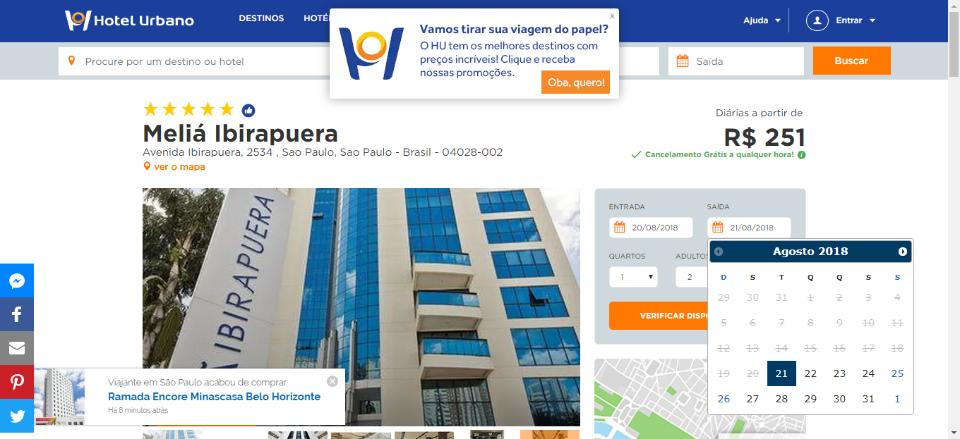 Hotel Urbano
DESTINOS
Ajuda
Entrar
x
Vamos tirar sua viagem do papel?
O HU tem os melhores destinos com
preços incríveis! Clique e receba
nossas promoções.
Oba, quero!
Procure por um destino ou hotel
Saída
Buscar
Meliá Ibirapuera
Avenida Ibirapuera, 2534 , Sao Paulo, Sao Paulo - Brasil - 04028-002
ver o mapa
Diárias a partir de
R$ 251
Cancelamento Grátis a qualquer hora!
IBIRAPUERA
ENTRADA
SAÍDA
20/08/2018
21/08/2018
QUARTOS
ADULTOS
1
2
VERIFICAR
Agosto 2018
D S T Q Q S S
29 30 31 1 2 3 4
5 6 7 8 9 10 11
12 13 14 15 16 17 18
19 20 21 22 23 24 25
26 27 28 29 30 31 1
Viajante em São Paulo acabou de comprar
Ramada Encore Minascasa Belo Horizonte
Há 8 minutos atrás